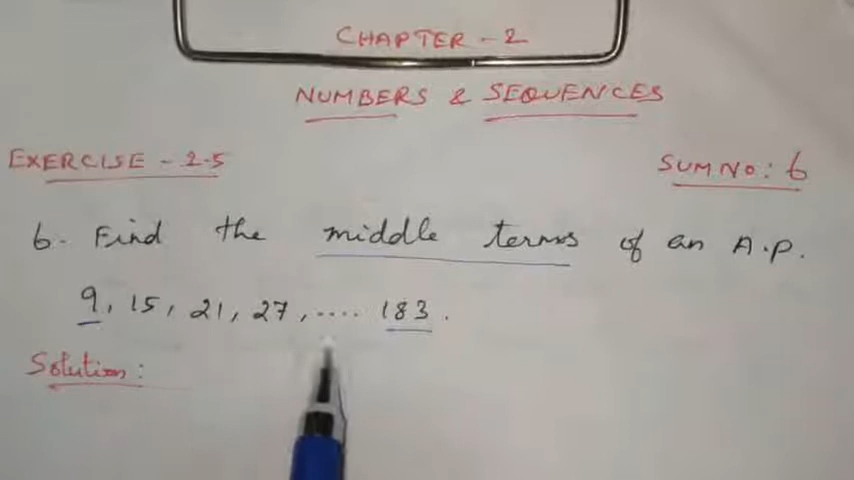 CHAPTER - 2
NUMBERS & SEQUENCES
EXERCISE - 2.5
SUM NO: 6
6. Find the middle terms of an A.P.
9, 15, 21, 27, .... 183.
Solution: